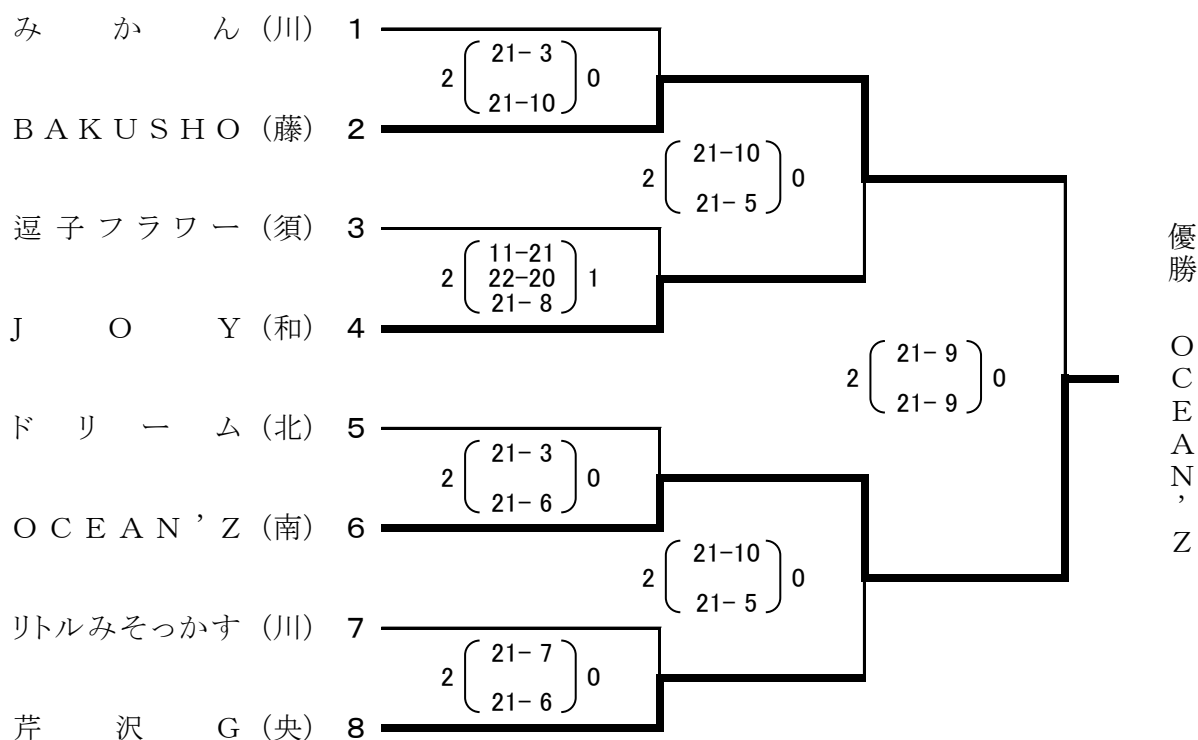 みかん（川） 1
2 21- 3 0
21-10
BAKUSHO（藤） 2
2 21-10 0
21- 5
逗子フラワー（須） 3
11-21
2 22-20 1
21- 8
JOY（和） 4
2 21- 9 0
21- 9
ドリーム（北） 5
2 21- 3 0
21- 6
OCEAN’Z（南） 6
2 21-10 0
21- 5
リトルみそっかす（川） 7
2 21- 7 0
21- 6
芹沢G（央） 8
優勝 OCEAN’Z